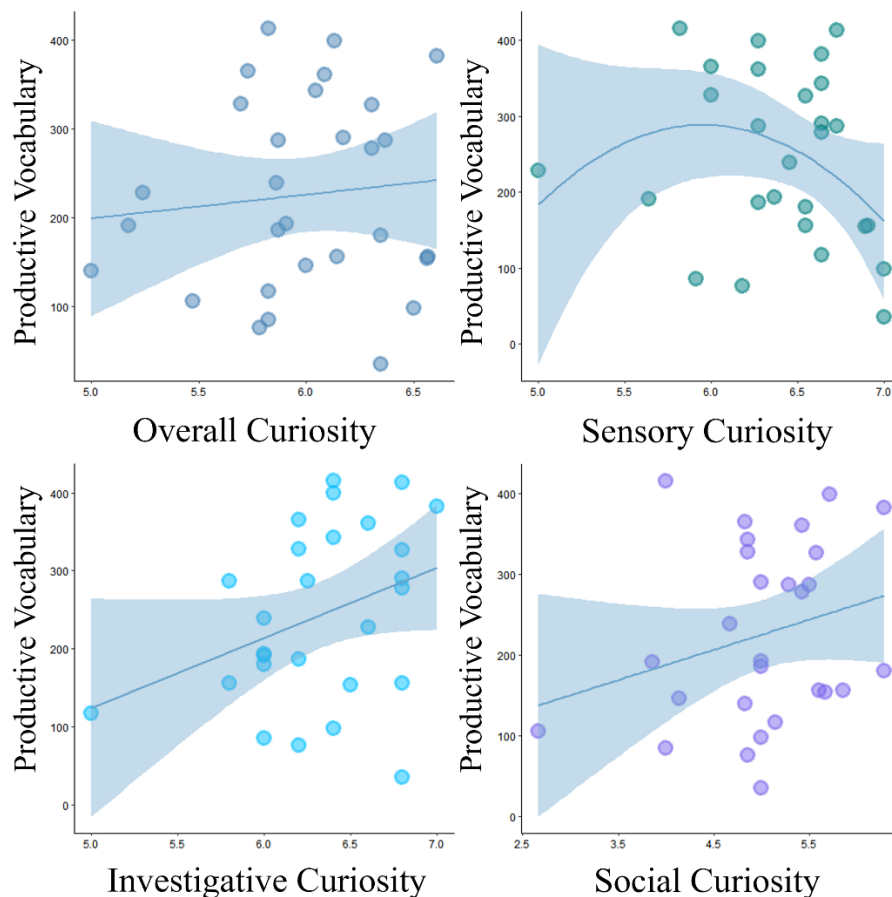 Productive Vocabulary
400
300
200
100
5.0 5.5 6.0 6.5
Overall Curiosity
Productive Vocabulary
400
300
200
100
0
5.0 5.5 6.0 6.5 7.0
Sensory Curiosity
Productive Vocabulary
400
300
200
100
0
5.0 5.5 6.0 6.5 7.0
Investigative Curiosity
Productive Vocabulary
400
300
200
100
0
2.5 3.5 4.5 5.5
Social Curiosity